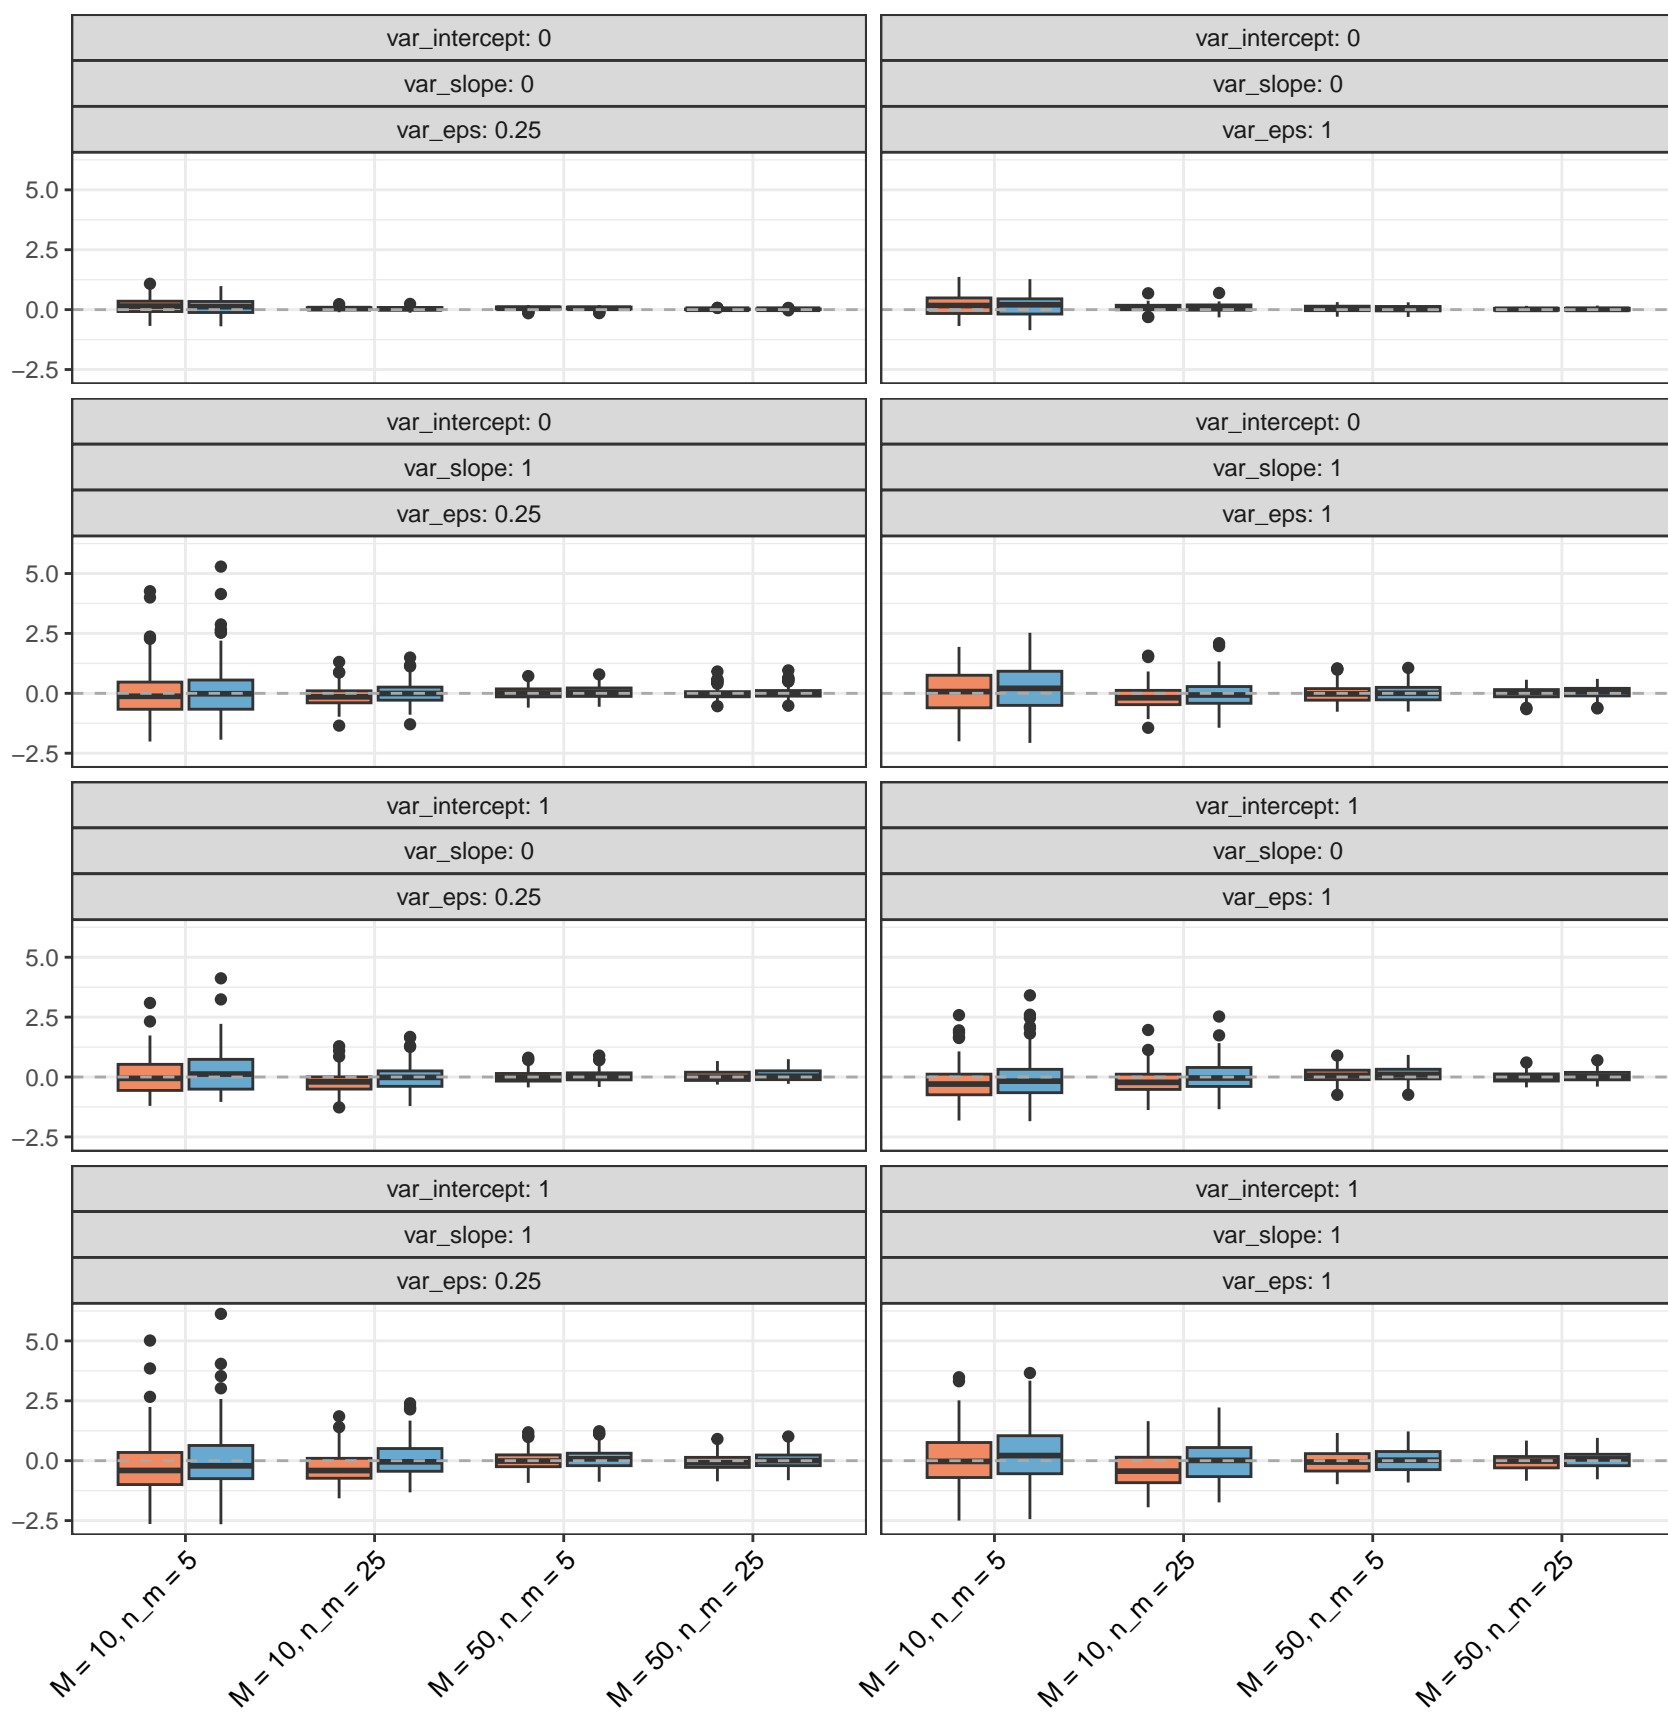 var_intercept: 0
var_slope: 0
var_eps: 0.25
var_intercept: 0
var_slope: 0
var_eps: 1
5.0
2.5
0.0
−2.5
var_intercept: 0
var_slope: 1
var_eps: 0.25
var_intercept: 0
var_slope: 1
var_eps: 1
5.0
2.5
0.0
−2.5
var_intercept: 1
var_slope: 0
var_eps: 0.25
var_intercept: 1
var_slope: 0
var_eps: 1
5.0
2.5
0.0
−2.5
var_intercept: 1
var_slope: 1
var_eps: 0.25
var_intercept: 1
var_slope: 1
var_eps: 1
5.0
2.5
0.0
−2.5
M = 10, n_m = 5
M = 10, n_m = 25
M = 50, n_m = 5
M = 50, n_m = 25
M = 10, n_m = 5
M = 10, n_m = 25
M = 50, n_m = 5
M = 50, n_m = 25